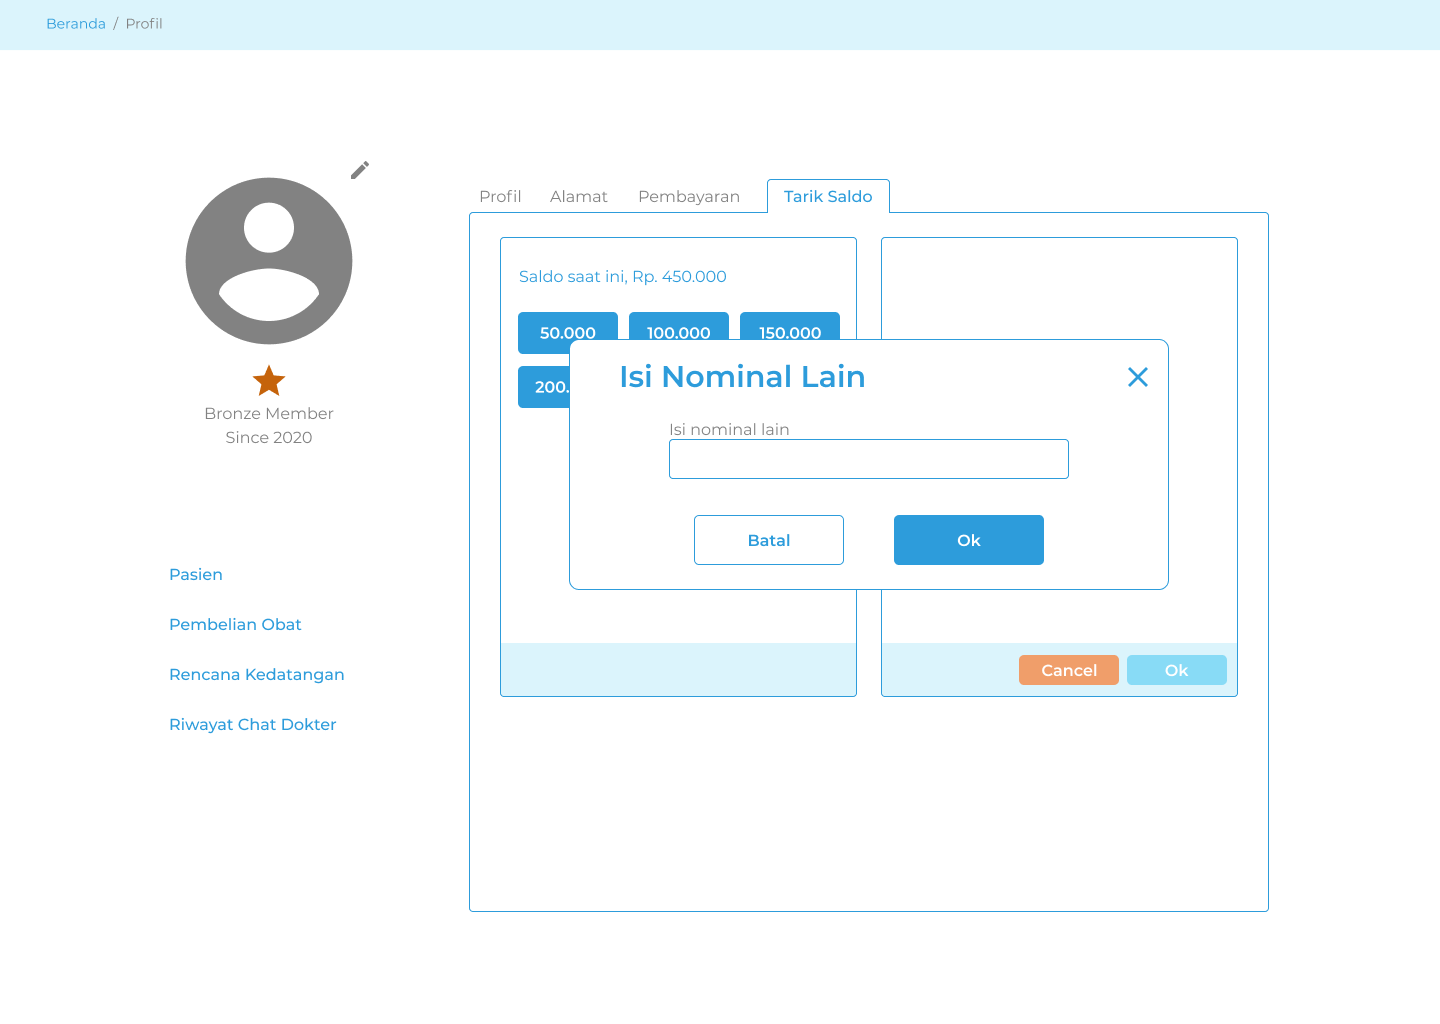 Beranda / Profil
Bronze Member
Since 2020
Pasien
Pembelian Obat
Rencana Kedatangan
Riwayat Chat Dokter
Profil Alamat Pembayaran Tarik Saldo
Saldo saat ini, Rp. 450.000
50.000 100.000 150.000
200.
Isi Nominal Lain
Isi nominal lain
Batal Ok
Cancel Ok